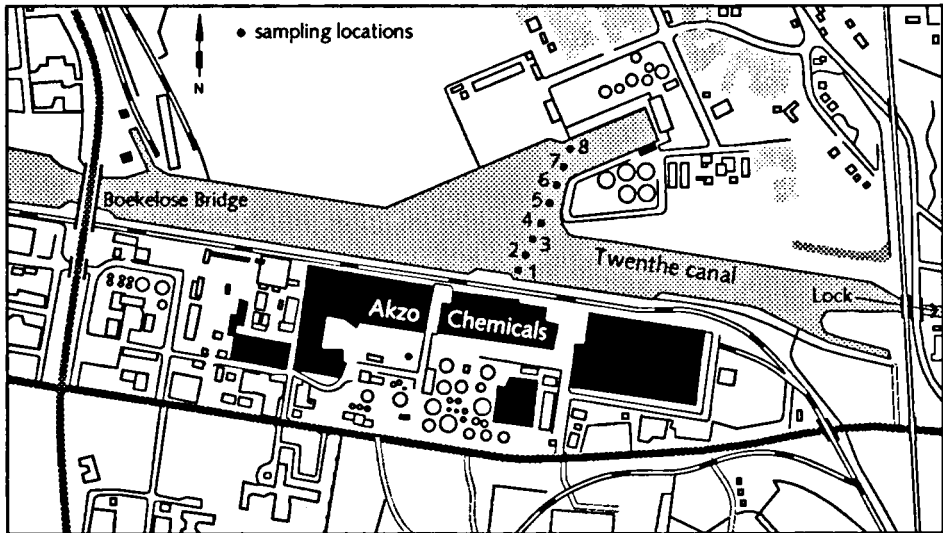 • sampling locations
N
8
7
6
5
4
3
2
1
Boekelose Bridge
Twenthe canal
Lock
Akzo Chemicals